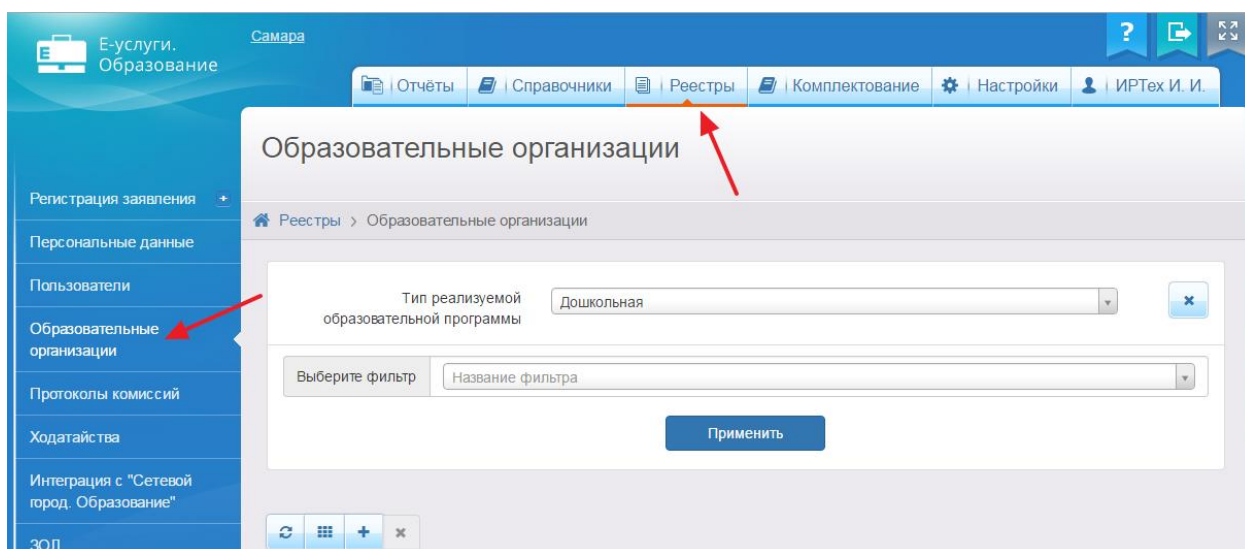 E
Е-услуги.
Образование
Самара
?
Отчёты
Справочники
Реестры
Комплектование
Настройки
ИРТех И. И.
Образовательные организации
Реестры > Образовательные организации
Регистрация заявления
Персональные данные
Пользователи
Образовательные
организации
Протоколы комиссий
Ходатайства
Интеграция с "Сетевой
город. Образование"
ЗОЛ
Тип реализуемой
образовательной программы
Дошкольная
Выберите фильтр
Название фильтра
Применить